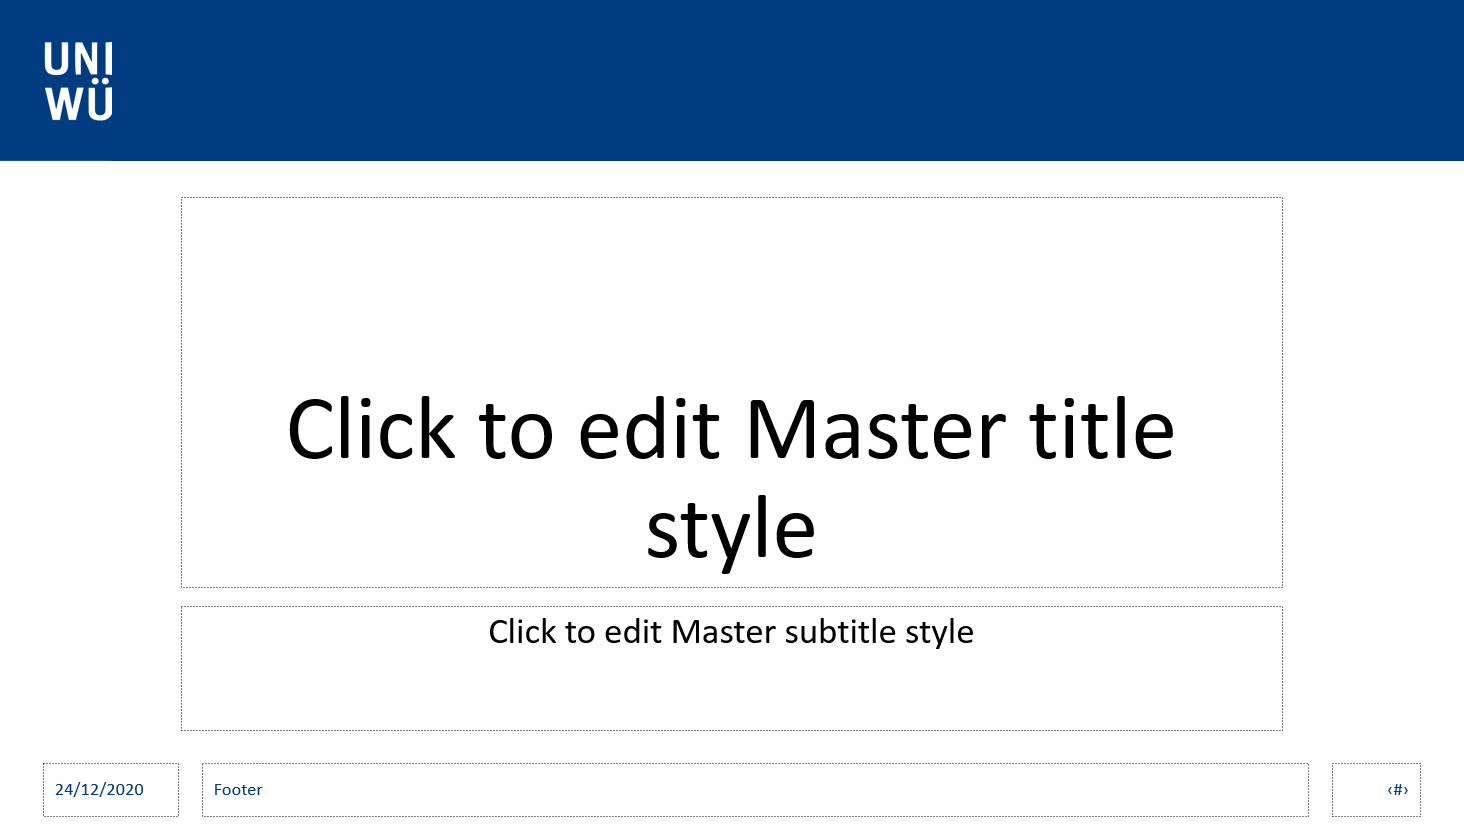 UNI
WÜ
Click to edit Master title
style
Click to edit Master subtitle style
24/12/2020
Footer
‹#›